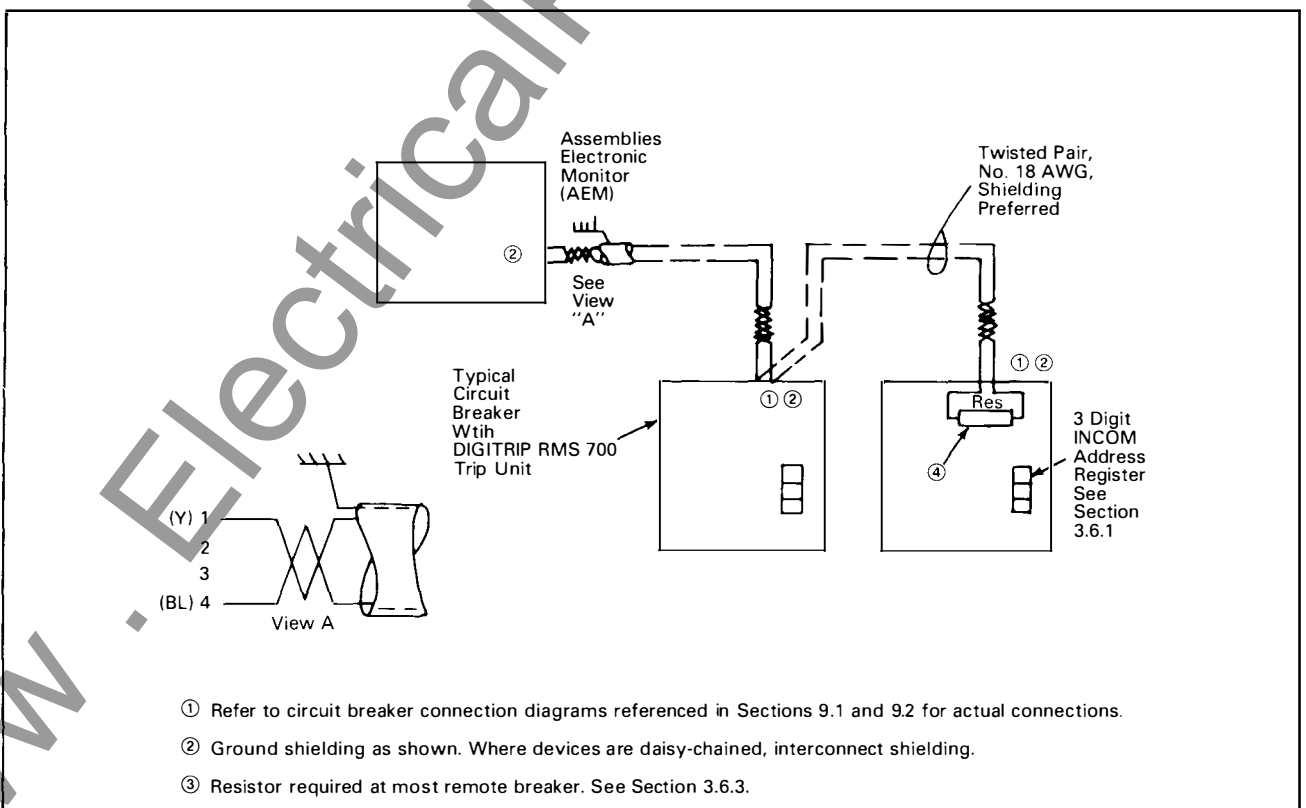 www.ElectricalP
Assemblies
Electronic
Monitor
(AEM)
②
See
View
"A"
Twisted Pair,
No. 18 AWG,
Shielding
Preferred
Typical
Circuit
Breaker
Wtih
DIGITRIP RMS 700
Trip Unit
① ②
① ②
Res
④
3 Digit
INCOM
Address
Register
See
Section
3.6.1
(Y) 1
2
3
(BL) 4
View A
① Refer to circuit breaker connection diagrams referenced in Sections 9.1 and 9.2 for actual connections.
② Ground shielding as shown. Where devices are daisy-chained, interconnect shielding.
③ Resistor required at most remote breaker. See Section 3.6.3.